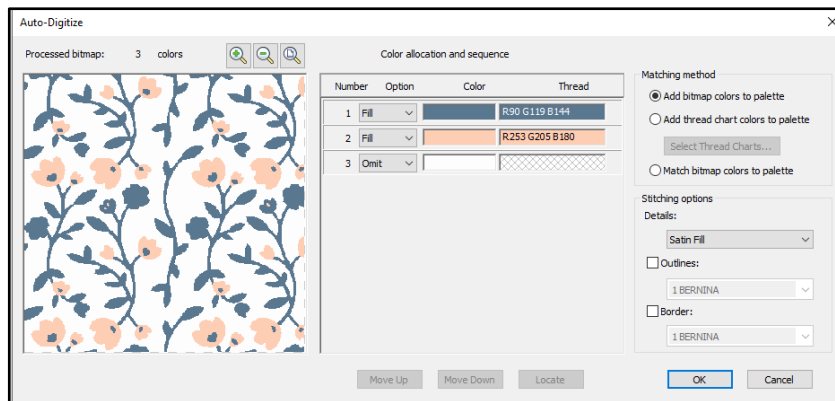 Auto-Digitize
Processed bitmap: 3 colors
Color allocation and sequence
Number Option Color Thread
1 Fill R90 G119 B144
2 Fill R253 G205 B180
3 Omit
Matching method
Add bitmap colors to palette
Add thread chart colors to palette
Select Thread Charts...
Match bitmap colors to palette
Stitching options
Details:
Satin Fill
Outlines:
1 BERNINA
Border:
1 BERNINA
Move Up Move Down Locate OK Cancel